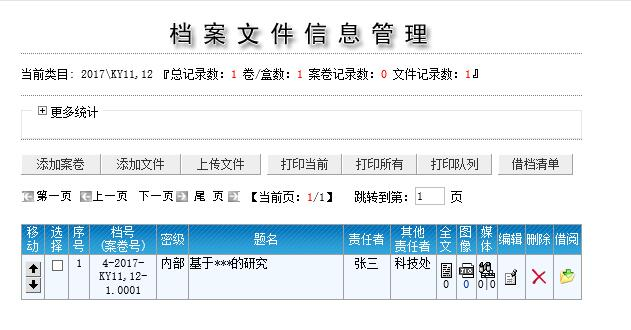 档案文件信息管理
当前类目: 2017\KY11,12 『总记录数: 1 卷/盒数: 1 案卷记录数: 0 文件记录数: 1』
更多统计
添加案卷 添加文件 上传文件 打印当前 打印所有 打印队列 借档清单
第一页 上一页 下一页 尾 页 【当前页: 1/1】 跳转到第: 1 页
移动 选择 序号 档号(案卷号) 密级 题名 责任者 其他责任者 全文 图像 媒体 编辑 删除 借阅
1 4-2017-KY11,12-1.0001 内部 基于***的研究 张三 科技处 0 0 0|0